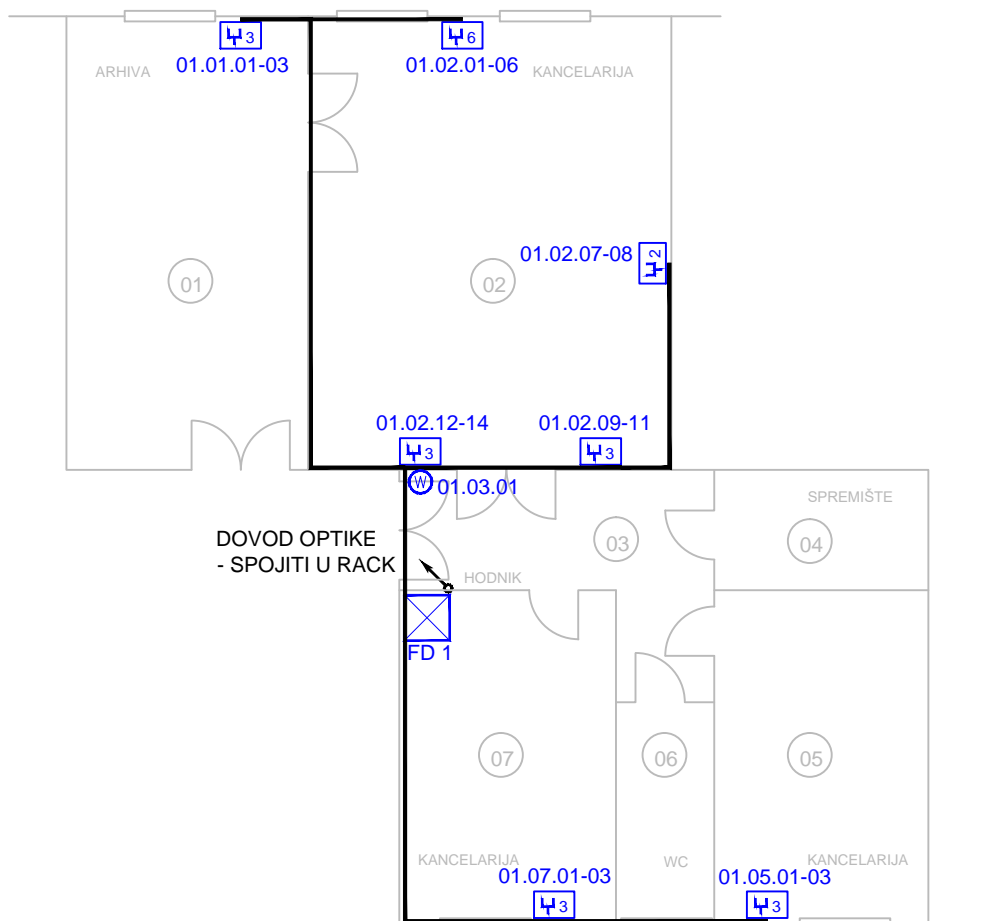 3
6
01.01.01-03
01.02.01-06
ARHIVA
KANCELARIJA
01.02.07-08
2
01
02
01.02.12-14
01.02.09-11
3
3
W
01.03.01
SPREMIŠTE
DOVOD OPTIKE
- SPOJITI U RACK
03
04
HODNIK
FD 1
07
06
05
KANCELARIJA
WC
KANCELARIJA
01.07.01-03
01.05.01-03
3
3